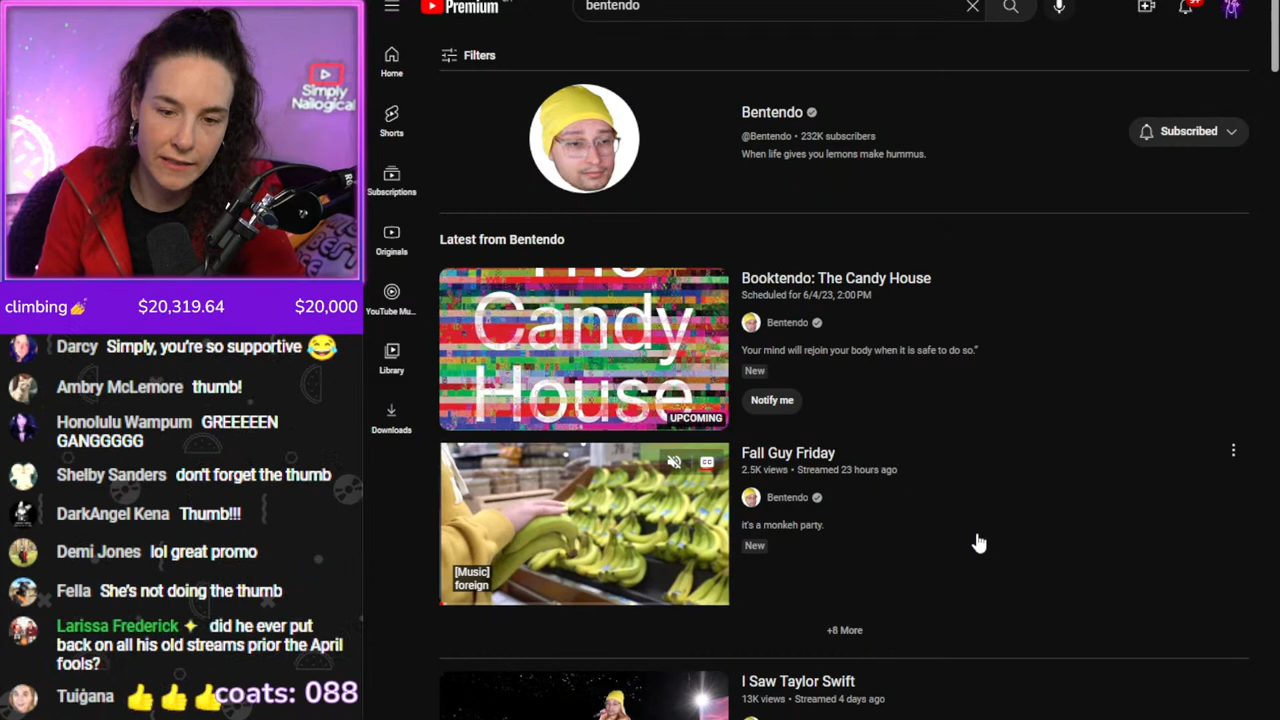 Simply
Nailogical
climbing $20,319.64 $20,000
Darcy Simply, you're so supportive 😂
Ambry McLemore thumb!
Honolulu Wampum GREEEEEN
GANGGGGG
Shelby Sanders don't forget the thumb
DarkAngel Kena Thumb!!!
Demi Jones lol great promo
Fella She's not doing the thumb
Larissa Frederick did he ever put
back on all his old streams prior the April
fools?
Tuiġana 👍👍👍
coats: 088
Premium
bentendo
9+
Home
Shorts
Subscriptions
Originals
YouTube Mu...
Library
Downloads
Filters
Bentendo
@Bentendo • 232K subscribers
When life gives you lemons make hummus.
Subscribed
Latest from Bentendo
The
Candy
House
UPCOMING
Booktendo: The Candy House
Scheduled for 6/4/23, 2:00 PM
Bentendo
Your mind will rejoin your body when it is safe to do so."
New
Notify me
CC
[Music]
foreign
Fall Guy Friday
2.5K views • Streamed 23 hours ago
Bentendo
it's a monkeh party.
New
+8 More
I Saw Taylor Swift
13K views • Streamed 4 days ago